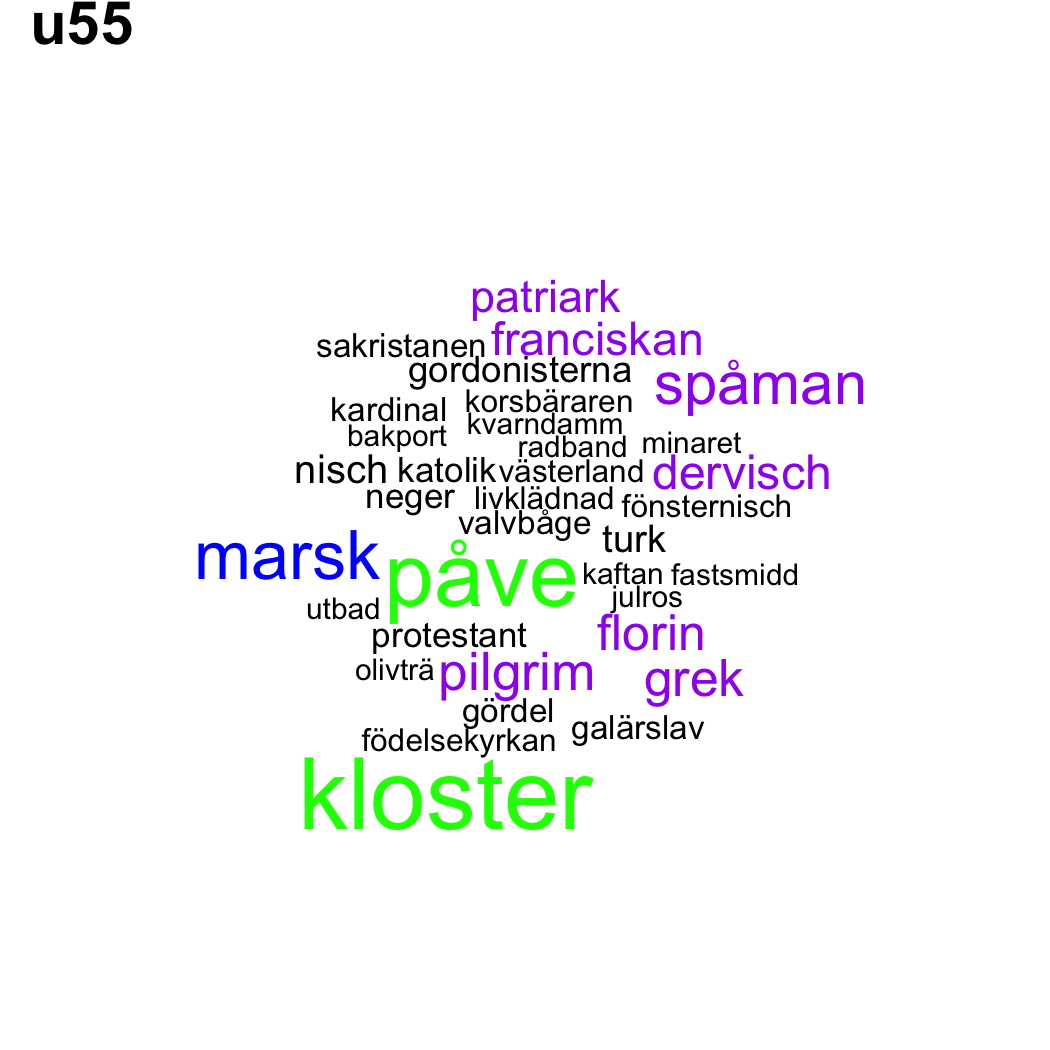 u55
patriark
sakristanen franciskan
gordonisterna spåman
kardinal korsbäraren
bakport kvarndamm
radband minaret
nisch katolik västerland dervisch
neger livklädnad fönsternisch
valvbåge turk
marsk påve kaftan fastsmidd
utbad julros
protestant florin
olivträ pilgrim grek
gördel galärslav
födelsekyrkan
kloster